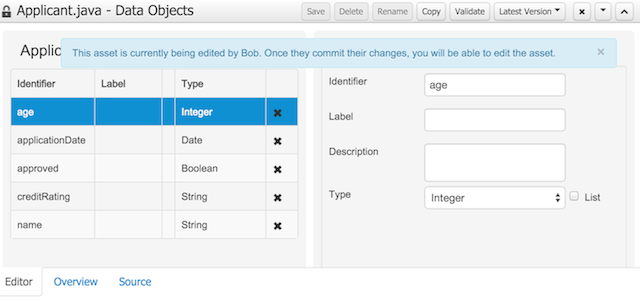 Applicant.java - Data Objects
Save Delete Rename Copy Validate Latest Version
This asset is currently being edited by Bob. Once they commit their changes, you will be able to edit the asset.
Identifier Label Type
age Integer
applicationDate Date
approved Boolean
creditRating String
name String
Identifier age
Label
Description
Type Integer List
Editor Overview Source